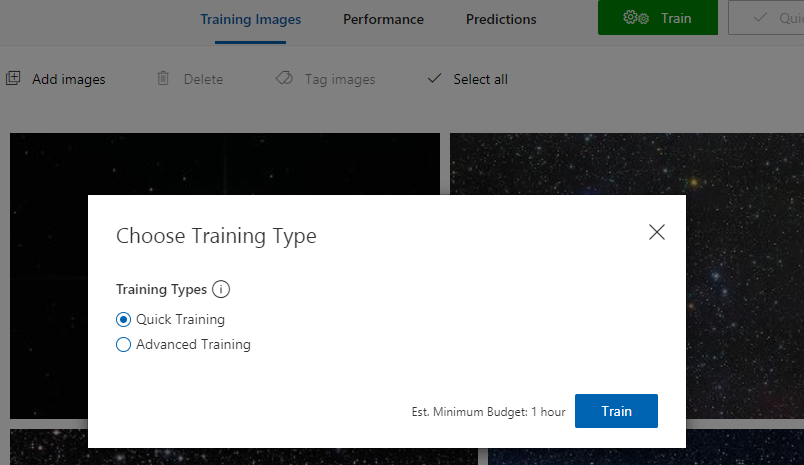 Training Images Performance Predictions Train Quic
Add images Delete Tag images Select all
Choose Training Type
Training Types
Quick Training
Advanced Training
Est. Minimum Budget: 1 hour Train